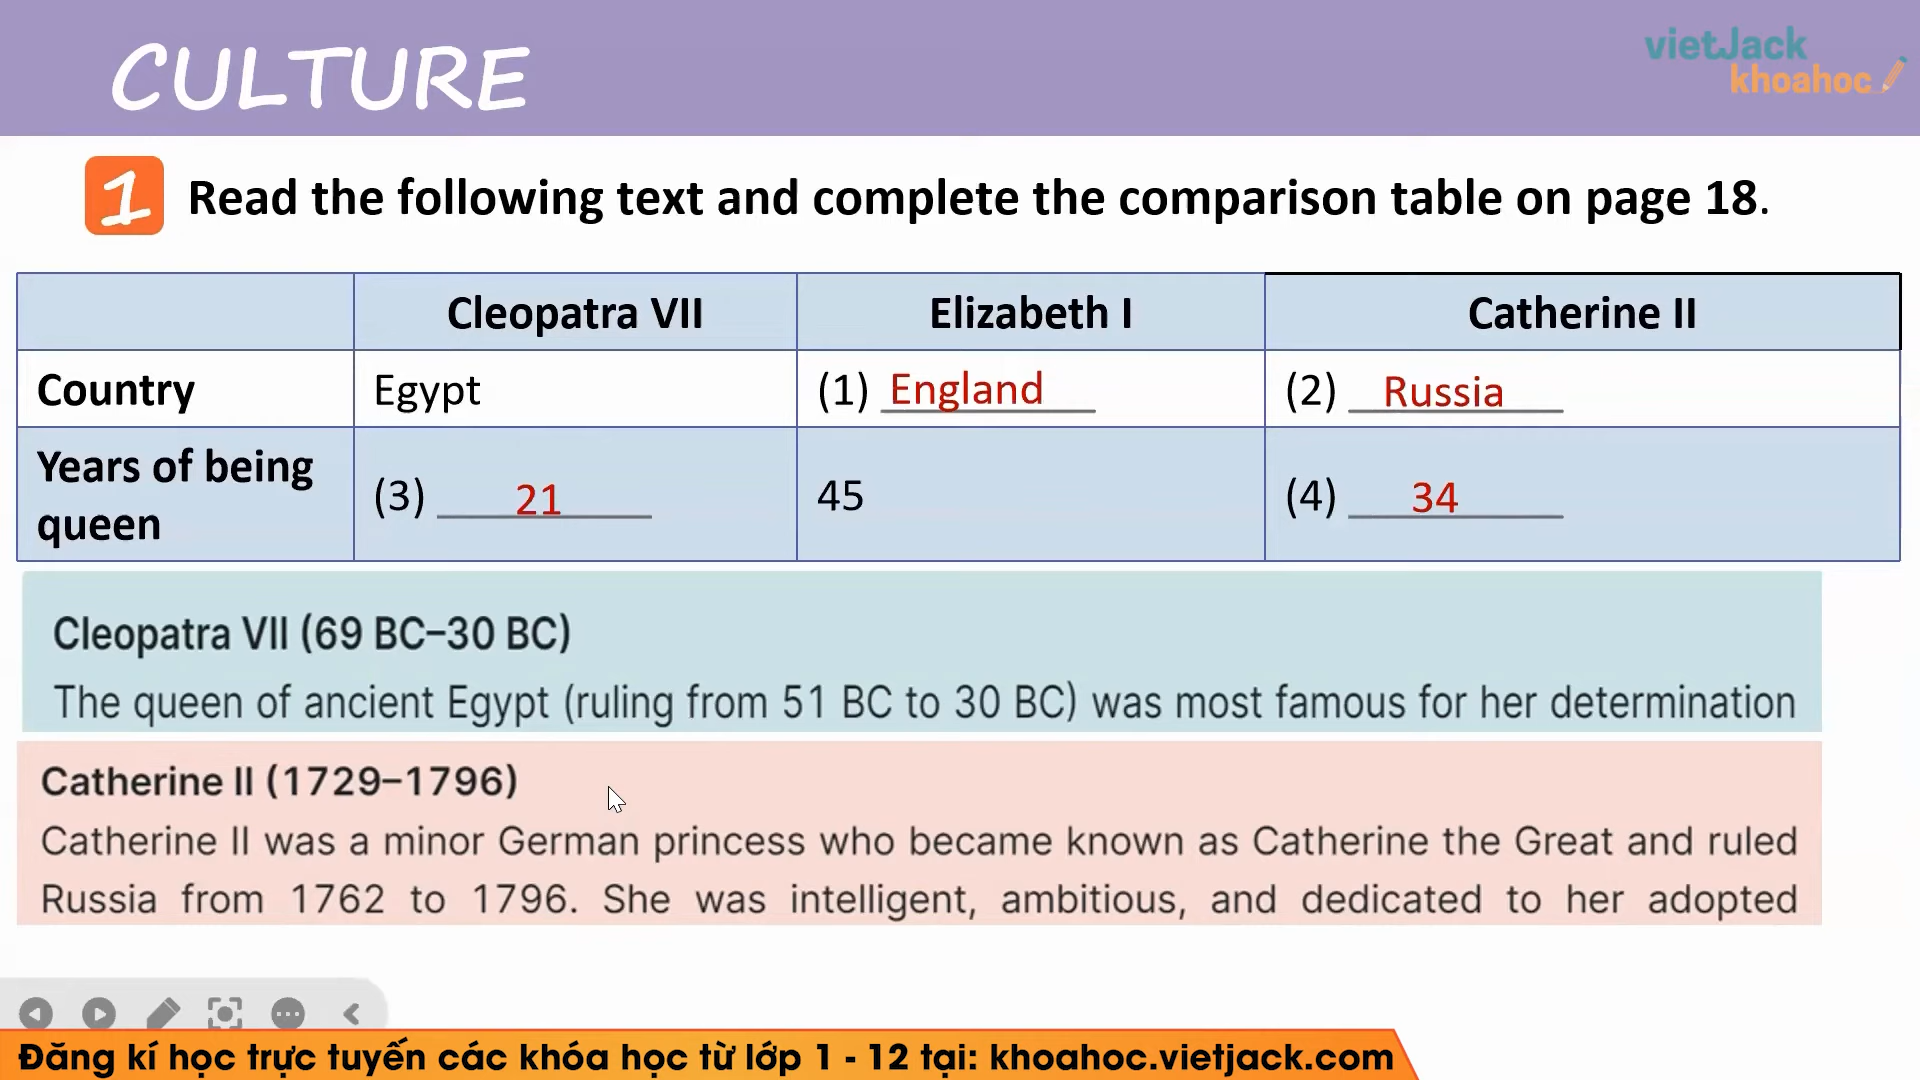 CULTURE
vietJack
khoahoc
1 Read the following text and complete the comparison table on page 18.
Cleopatra VII Elizabeth I Catherine II
Country Egypt (1) England (2) Russia
Years of being queen (3) 21 45 (4) 34
Cleopatra VII (69 BC–30 BC)
The queen of ancient Egypt (ruling from 51 BC to 30 BC) was most famous for her determination
Catherine II (1729–1796)
Catherine II was a minor German princess who became known as Catherine the Great and ruled
Russia from 1762 to 1796. She was intelligent, ambitious, and dedicated to her adopted
Đăng kí học trực tuyến các khóa học từ lớp 1 - 12 tại: khoahoc.vietjack.com